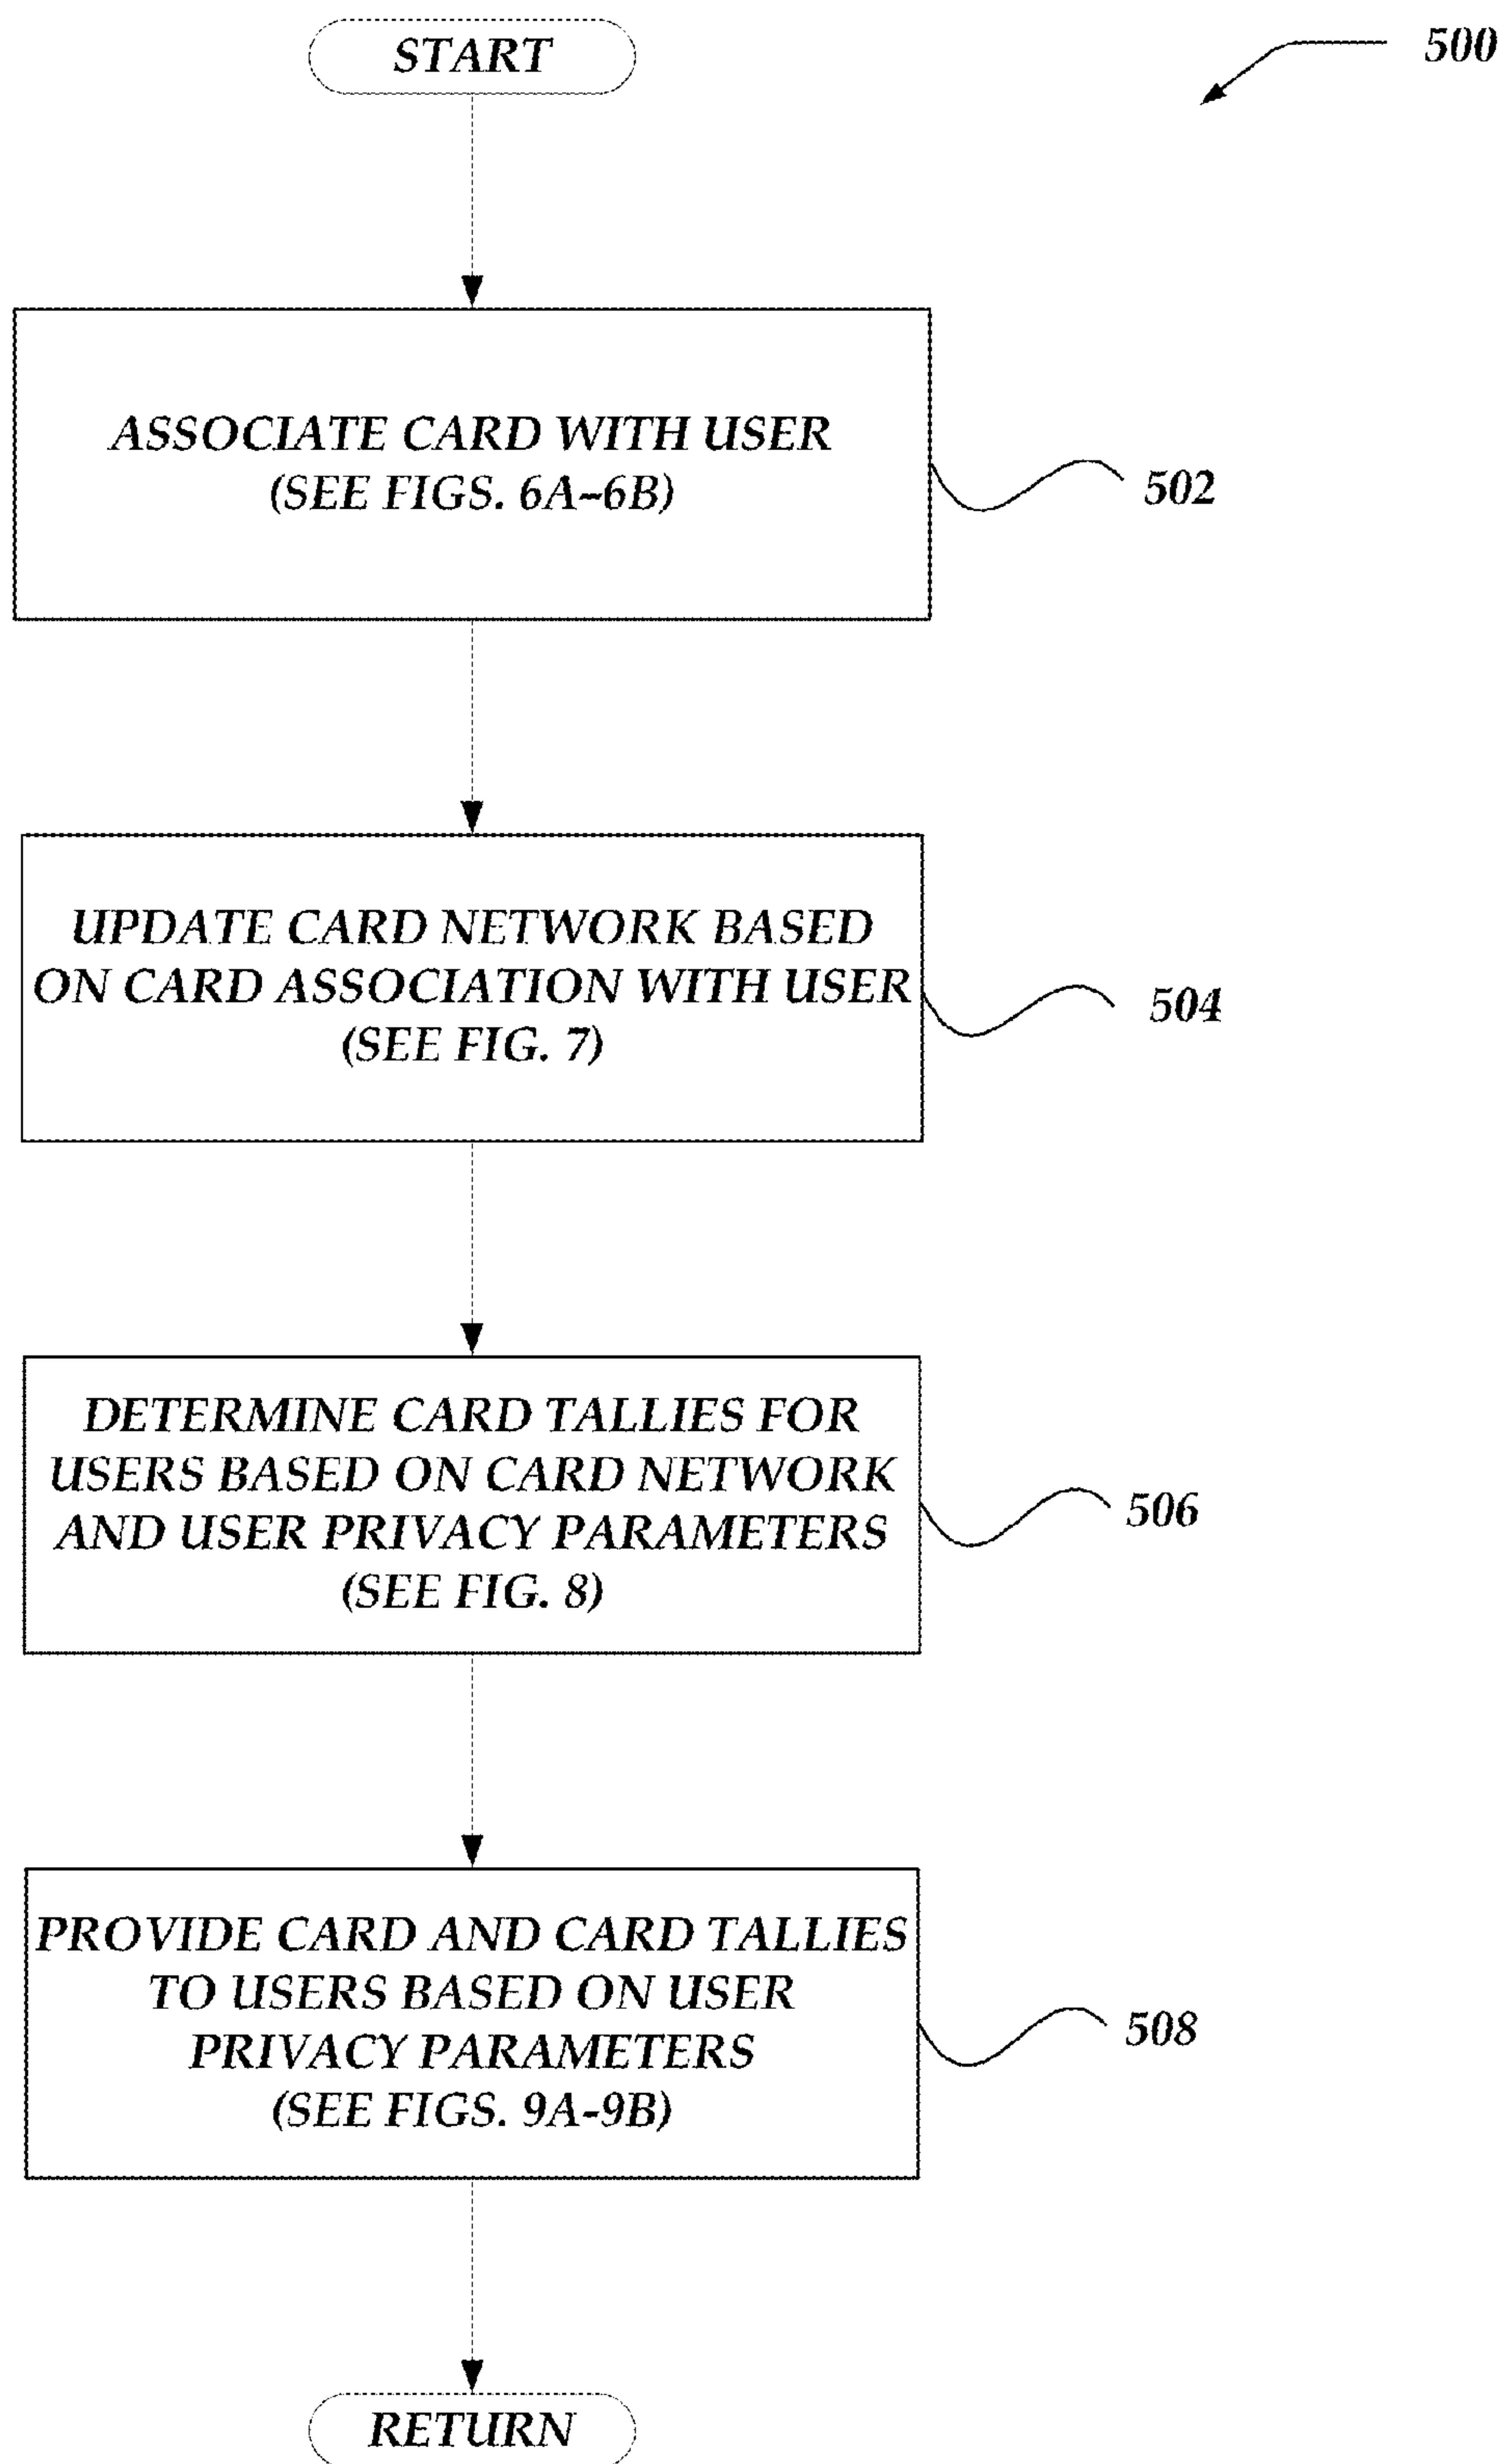 START
500
ASSOCIATE CARD WITH USER
(SEE FIGS. 6A–6B)
502
UPDATE CARD NETWORK BASED
ON CARD ASSOCIATION WITH USER
(SEE FIG. 7)
504
DETERMINE CARD TALLIES FOR
USERS BASED ON CARD NETWORK
AND USER PRIVACY PARAMETERS
(SEE FIG. 8)
506
PROVIDE CARD AND CARD TALLIES
TO USERS BASED ON USER
PRIVACY PARAMETERS
(SEE FIGS. 9A-9B)
508
RETURN